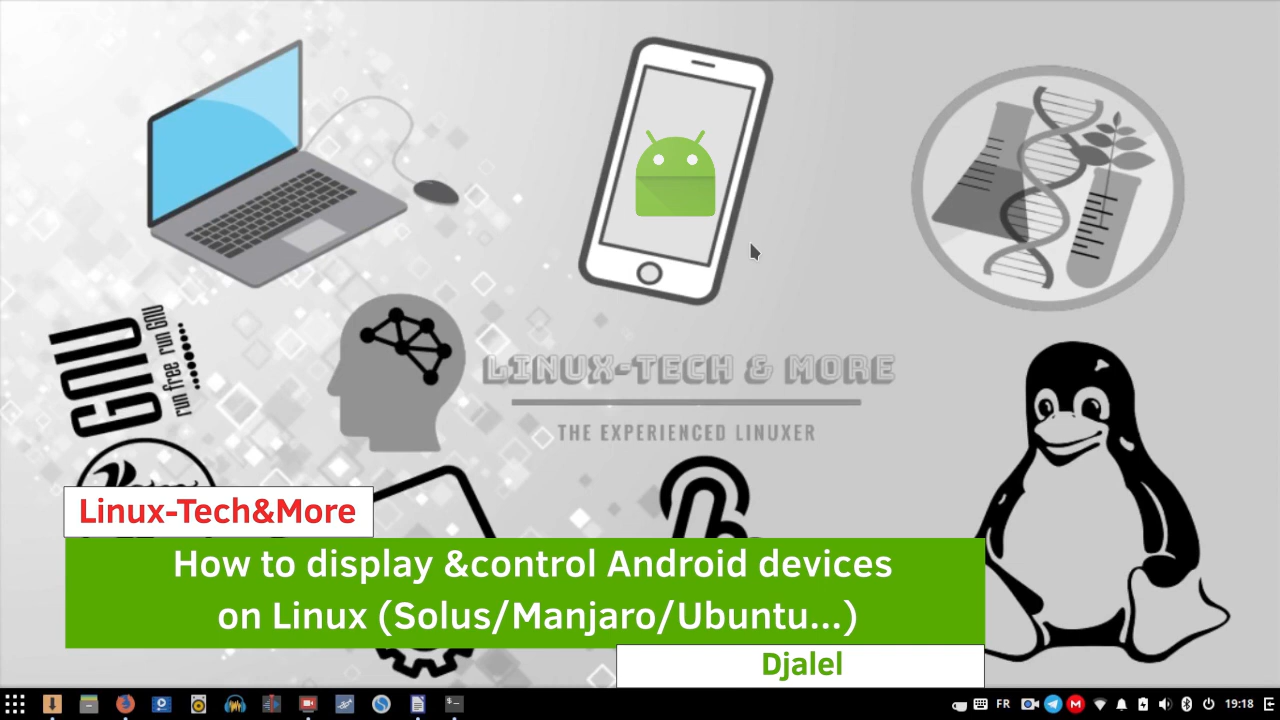 GNU
run free run GNU
LINUX-TECH & MORE
THE EXPERIENCED LINUXER
Linux-Tech&More
How to display &control Android devices
on Linux (Solus/Manjaro/Ubuntu...)
Djalel
FR
19:18